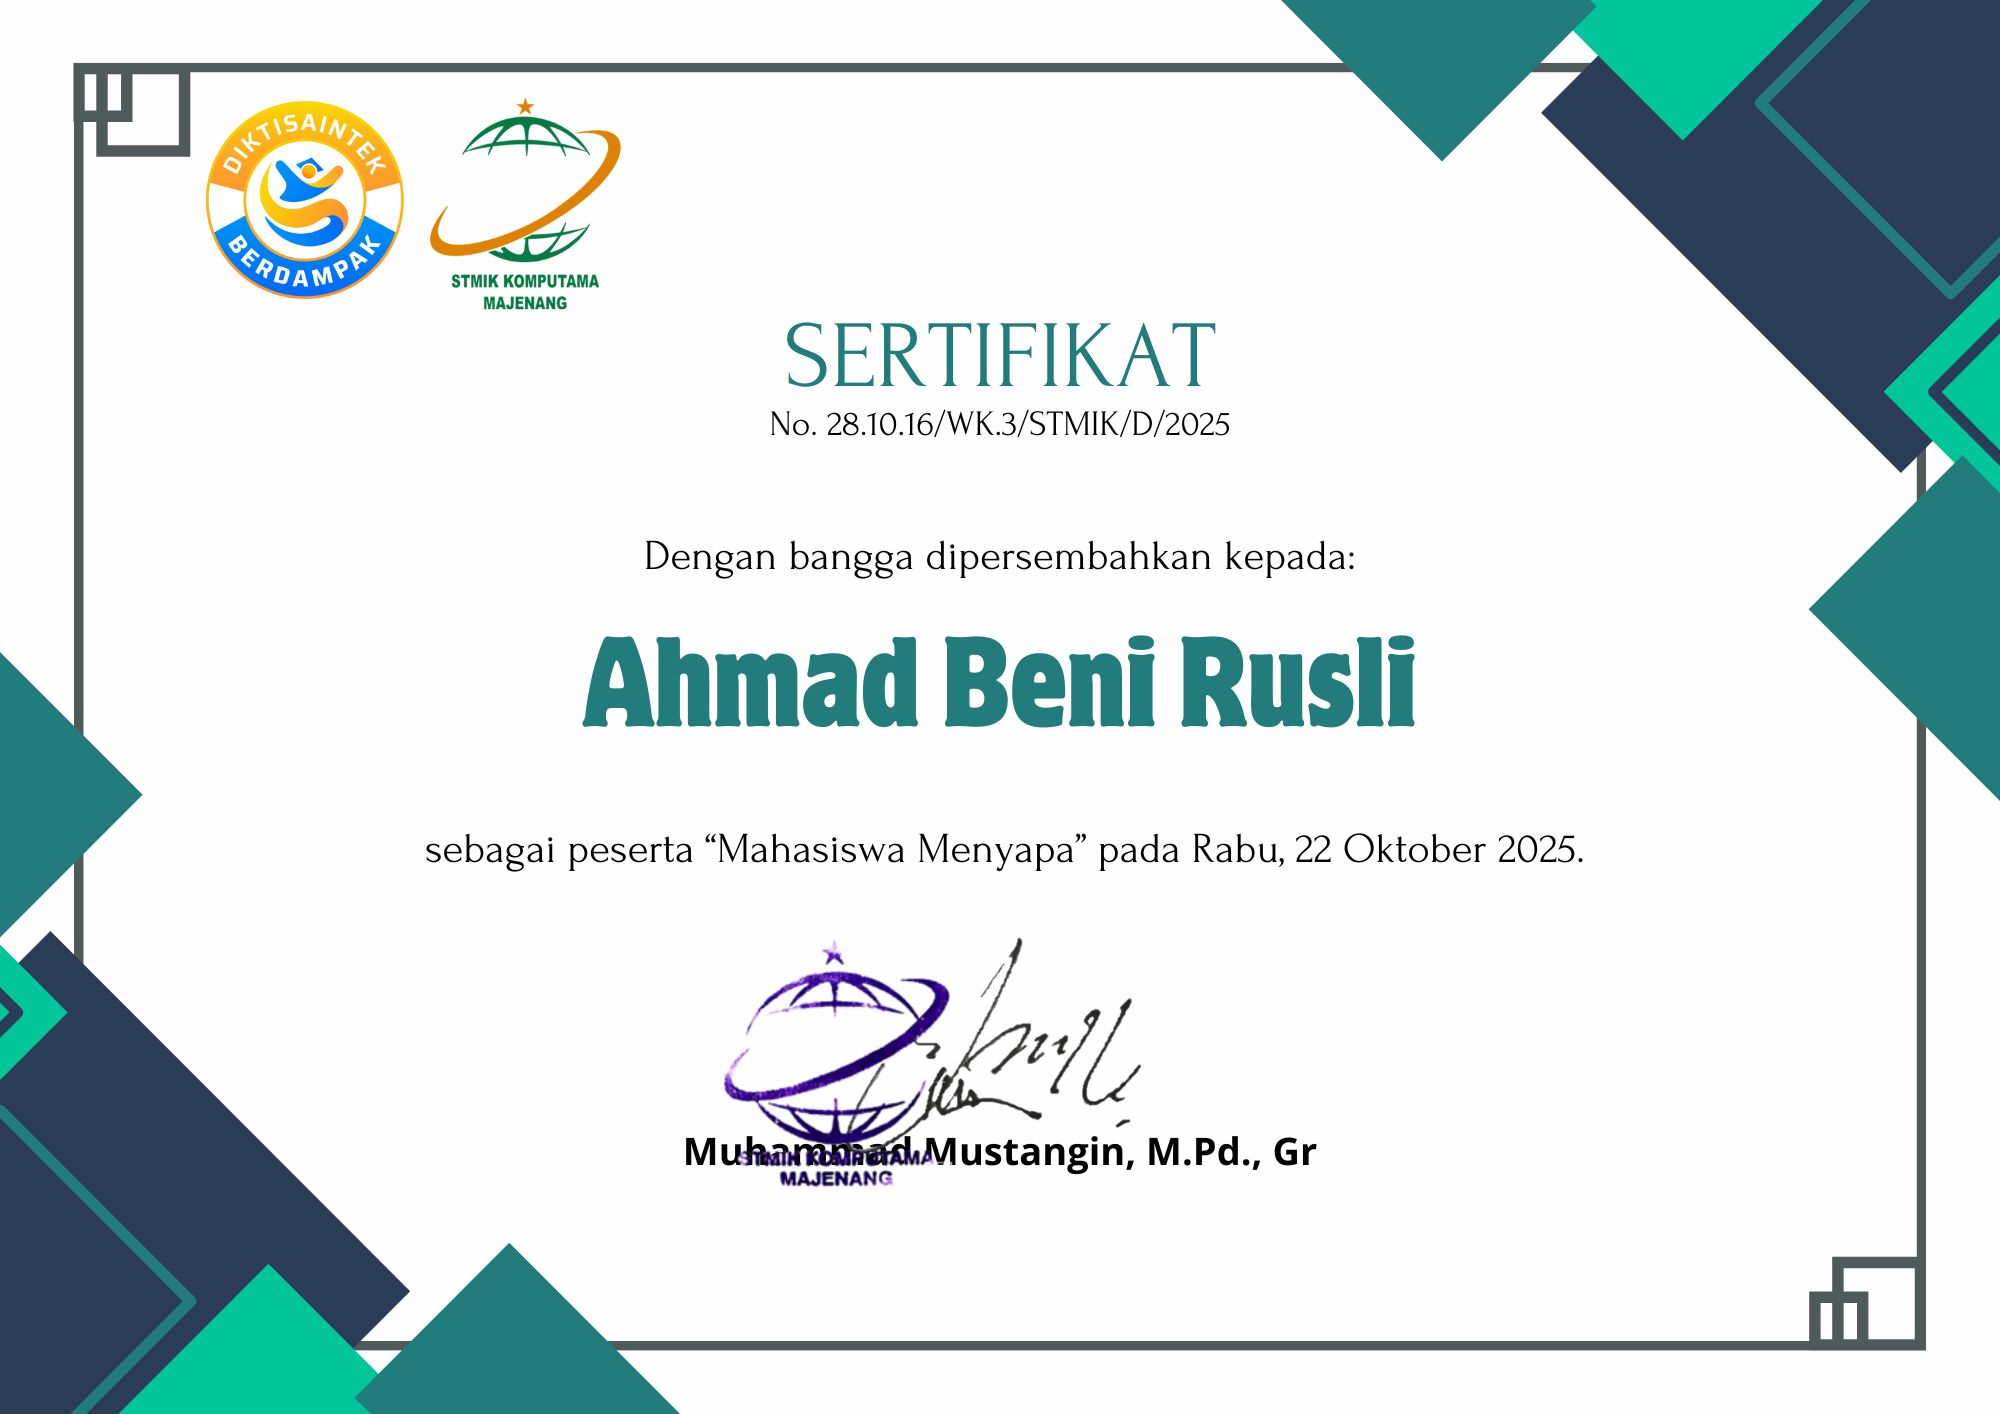 DIKTISAINTEK
BERDAMPAK
STMIK KOMPUTAMA
MAJENANG
SERTIFIKAT
No. 28.10.16/WK.3/STMIK/D/2025
Dengan bangga dipersembahkan kepada:
Ahmad Beni Rusli
sebagai peserta “Mahasiswa Menyapa” pada Rabu, 22 Oktober 2025.
Muhammad Mustangin, M.Pd., Gr
STMIK KOMPUTAMA
MAJENANG